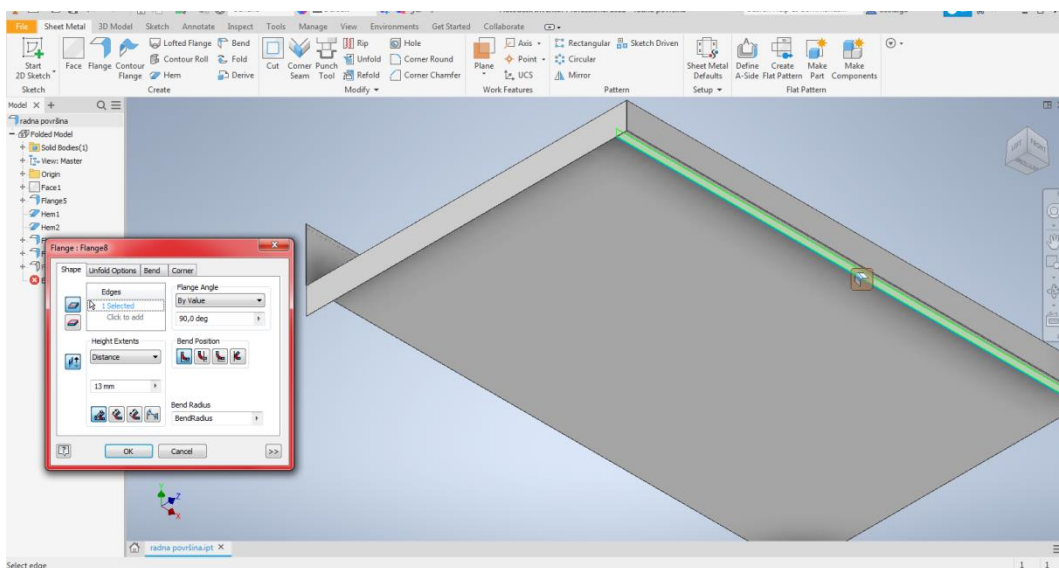 File Sheet Metal 3D Model Sketch Annotate Inspect Tools Manage View Environments Get Started Collaborate
Start 2D Sketch
Face
Flange
Contour Flange
Lofted Flange
Contour Roll
Hem
Bend
Fold
Derive
Cut
Corner Seam
Punch Tool
Rip
Unfold
Refold
Hole
Corner Round
Corner Chamfer
Plane
Axis
Point
UCS
Rectangular
Circular
Mirror
Sketch Driven
Sheet Metal Defaults
Define A-Side
Create Flat Pattern
Make Part
Make Components
Sketch Create Modify Work Features Pattern Setup Flat Pattern
Model X +
radna površina
Folded Model
Solid Bodies(1)
View: Master
Origin
Face1
Flange5
Hem1
Hem2
Flange : Flange8
Shape Unfold Options Bend Corner
Edges
1 Selected
Click to add
Flange Angle
By Value
90,0 deg
Height Extents
Distance
13 mm
Bend Position
Bend Radius
BendRadius
OK Cancel >>
LEFT FRONT
Y
Z
X
radna površina.ipt X
Select edge 1 1